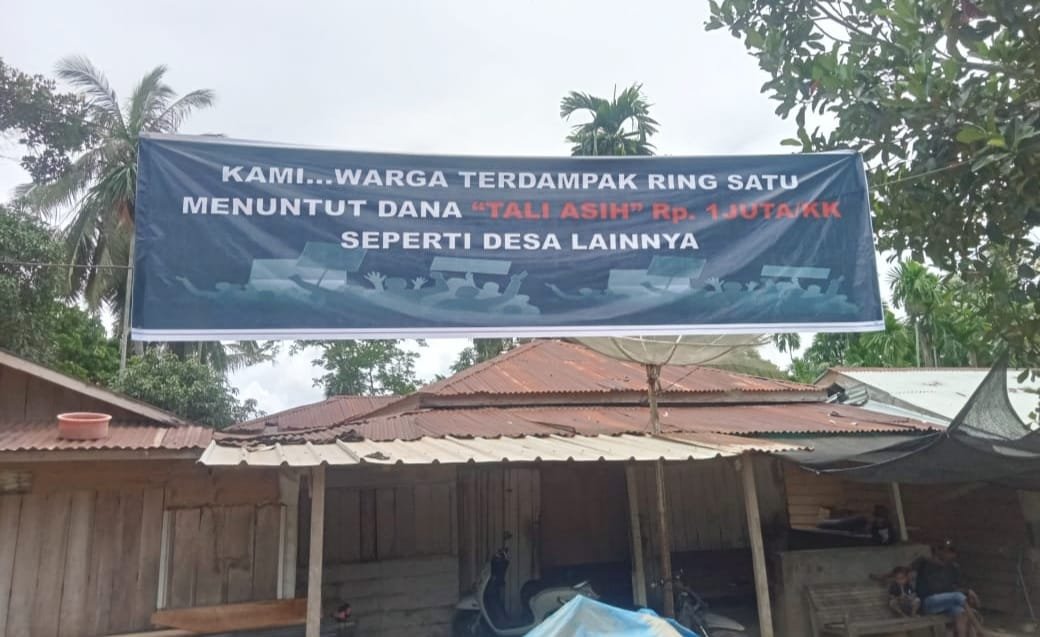 KAMI...WARGA TERDAMPAK RING SATU
MENUNTUT DANA “TALI ASIH” Rp. 1JUTA/KK
SEPERTI DESA LAINNYA